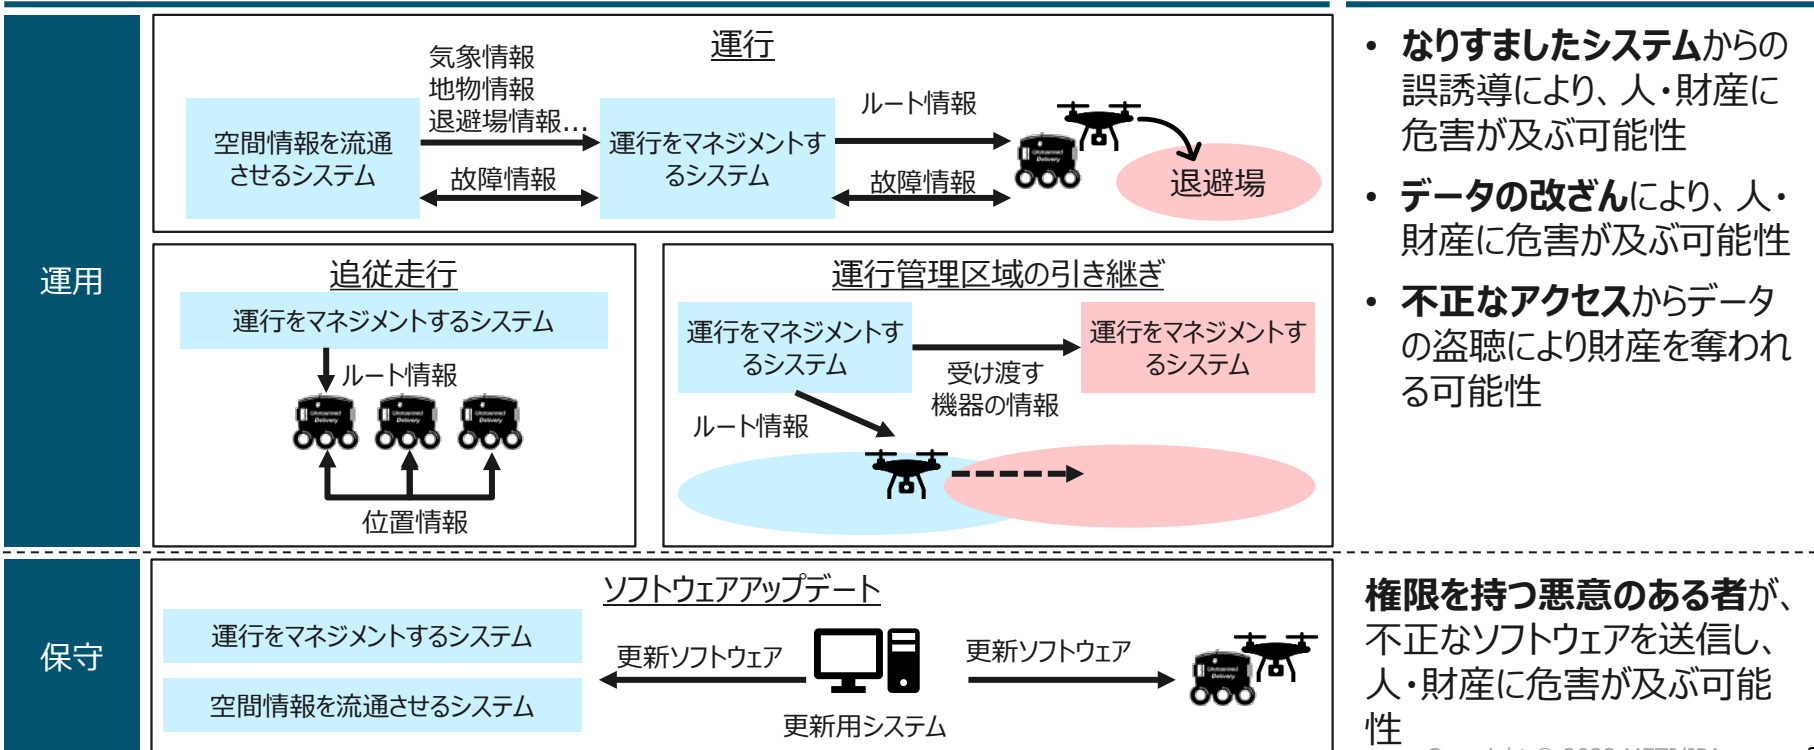 運用
運行
気象情報
地物情報
退避場情報…
空間情報を流通
させるシステム
故障情報
運行をマネジメントす
るシステム
ルート情報
故障情報
Unmanned
Delivery
退避場
追従走行
運行をマネジメントするシステム
ルート情報
Unmanned
Delivery
Unmanned
Delivery
Unmanned
Delivery
位置情報
運行管理区域の引き継ぎ
運行をマネジメントす
るシステム
受け渡す
機器の情報
運行をマネジメントす
るシステム
ルート情報
• なりすましたシステムからの
誤誘導により、人・財産に
危害が及ぶ可能性
• データの改ざんにより、人・
財産に危害が及ぶ可能性
• 不正なアクセスからデータ
の盗聴により財産を奪われ
る可能性
保守
ソフトウェアアップデート
運行をマネジメントするシステム
空間情報を流通させるシステム
更新ソフトウェア
更新用システム
更新ソフトウェア
Unmanned
Delivery
権限を持つ悪意のある者が、
不正なソフトウェアを送信し、
人・財産に危害が及ぶ可能
性